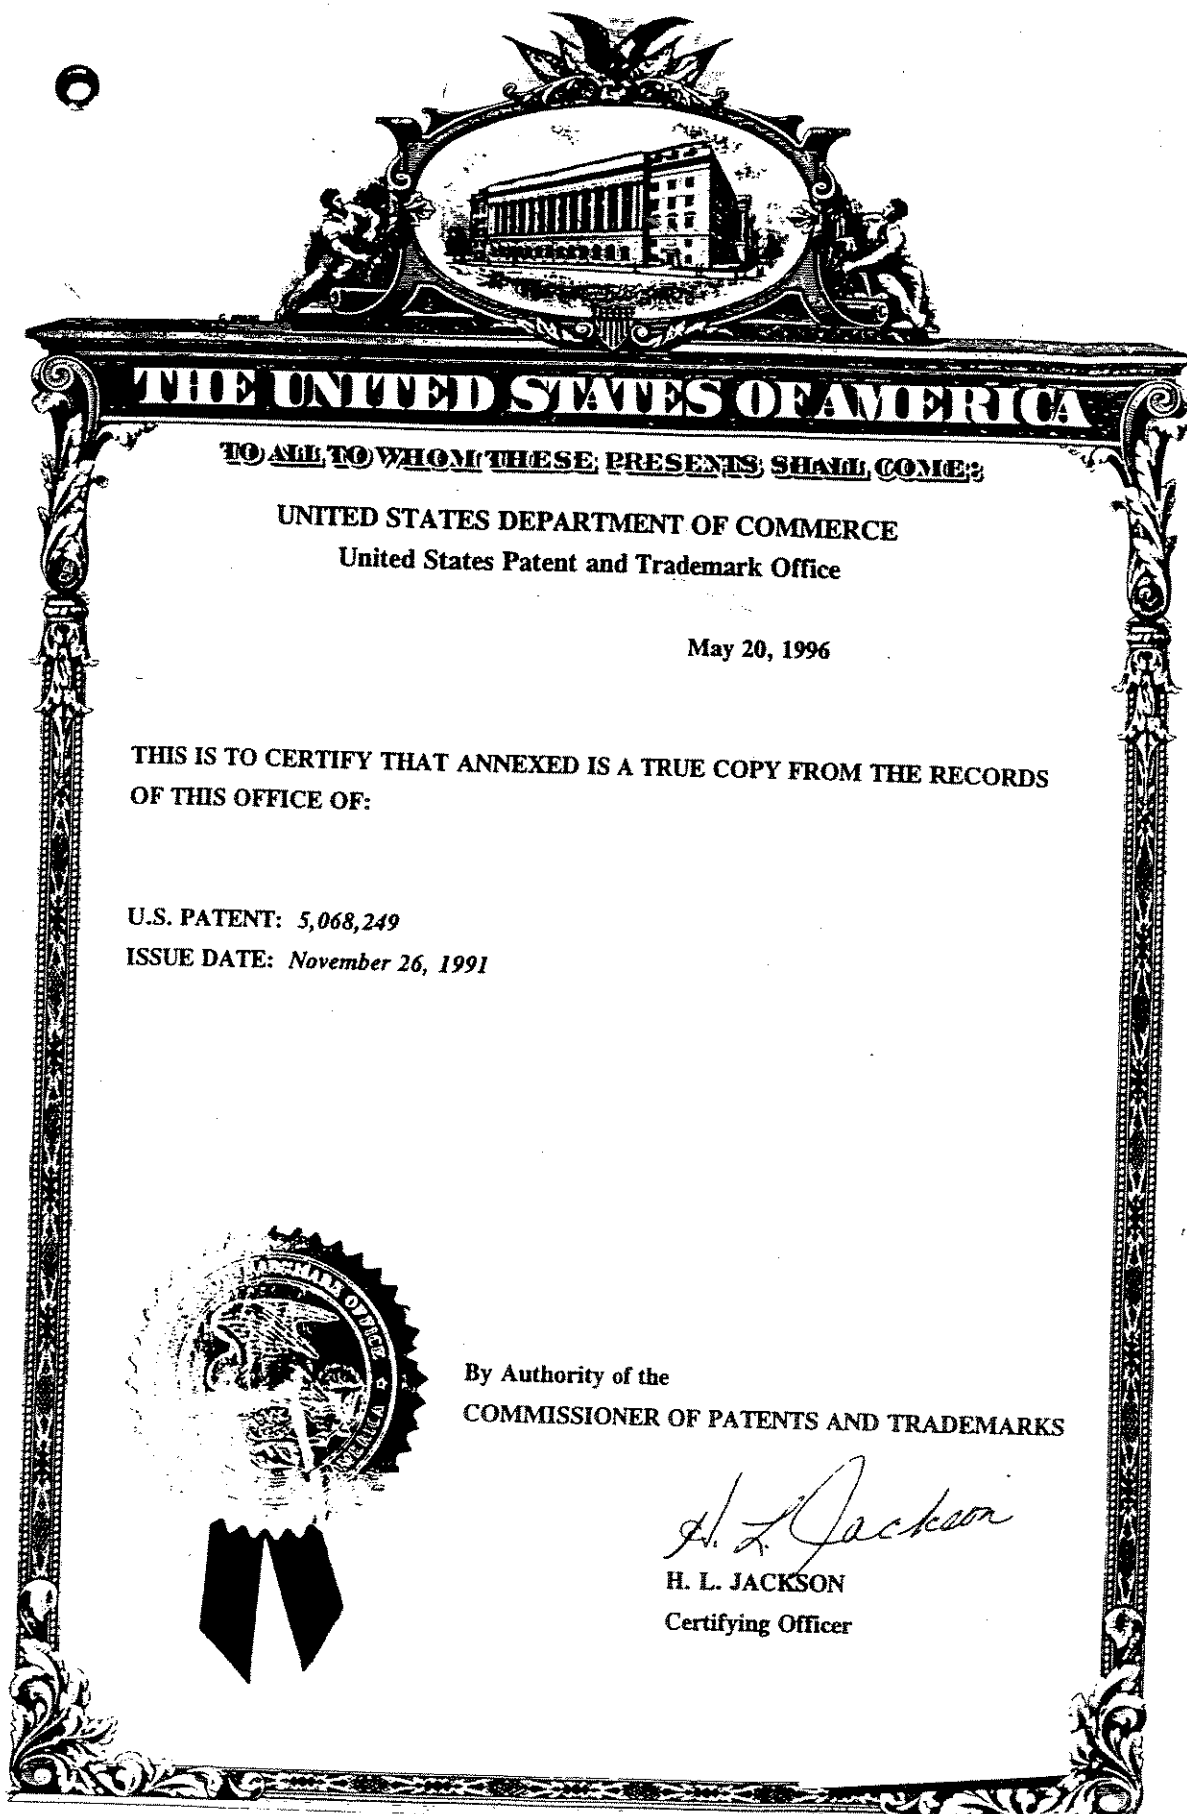 THE UNITED STATES OF AMERICA
TO ALL TO WHOM THESE PRESENTS SHALL COME:
UNITED STATES DEPARTMENT OF COMMERCE
United States Patent and Trademark Office
May 20, 1996
THIS IS TO CERTIFY THAT ANNEXED IS A TRUE COPY FROM THE RECORDS
OF THIS OFFICE OF:
U.S. PATENT: 5,068,249
ISSUE DATE: November 26, 1991
OFFICE
By Authority of the
COMMISSIONER OF PATENTS AND TRADEMARKS
H. L. Jackson
H. L. JACKSON
Certifying Officer